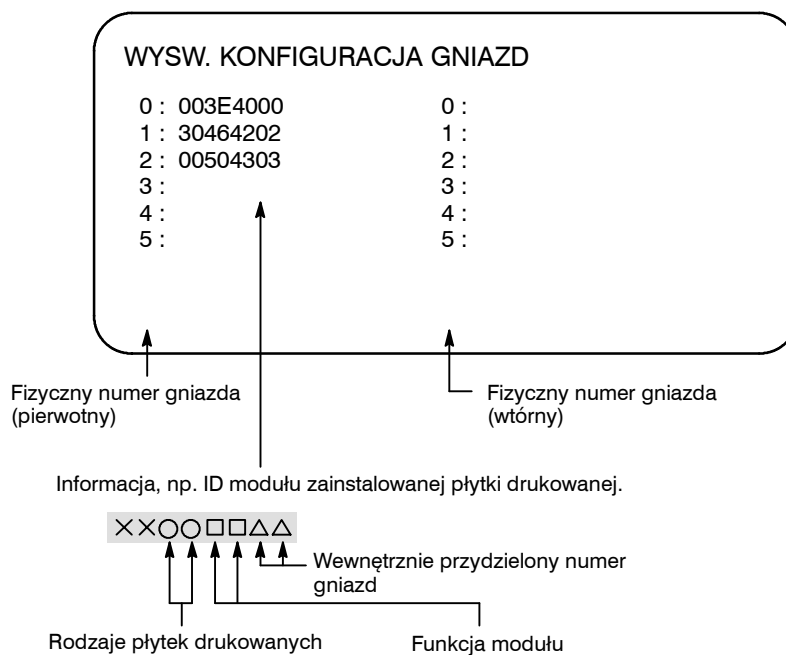 WYSW. KONFIGURACJA GNIAZD
0 : 003E4000 0 :
1 : 30464202 1 :
2 : 00504303 2 :
3 : 3 :
4 : 4 :
5 : 5 :
Fizyczny numer gniazda
(pierwotny)
Fizyczny numer gniazda
(wtórny)
Informacja, np. ID modułu zainstalowanej płytki drukowanej.
××○○□□△△
Wewnętrznie przydzielony numer
gniazd
Rodzaje płytek drukowanych
Funkcja modułu